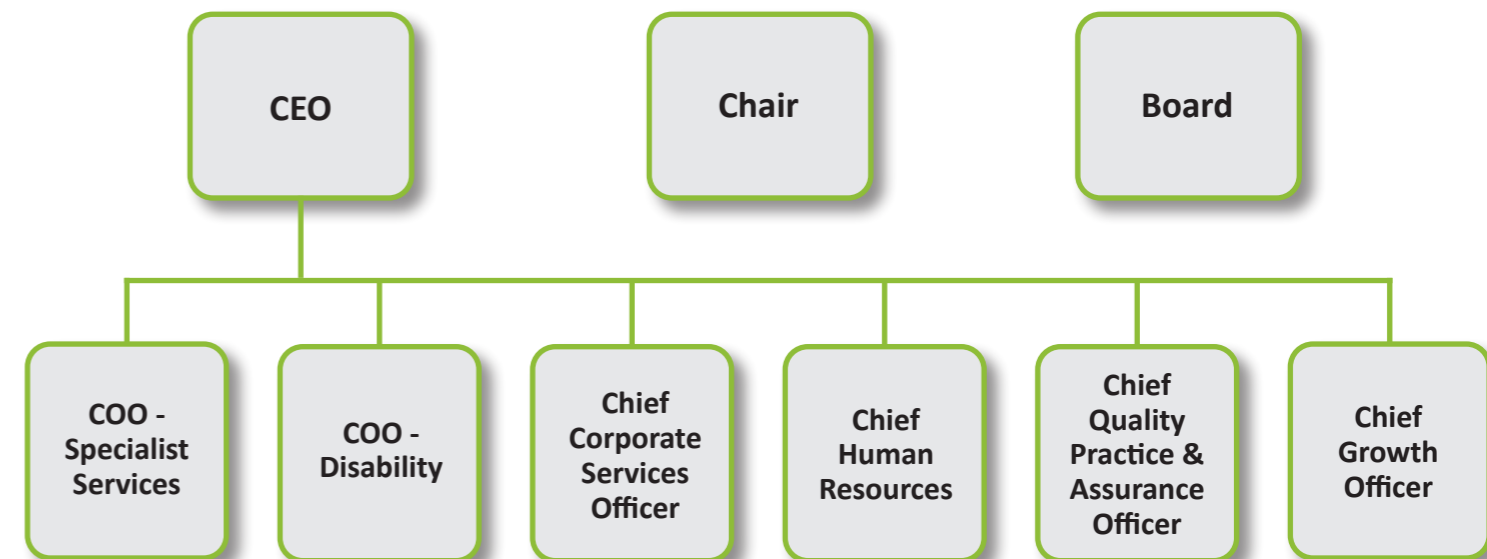 CEO
Chair
Board
COO -
Specialist
Services
COO -
Disability
Chief
Corporate
Services
Officer
Chief
Human
Resources
Chief
Quality
Practice &
Assurance
Officer
Chief
Growth
Officer